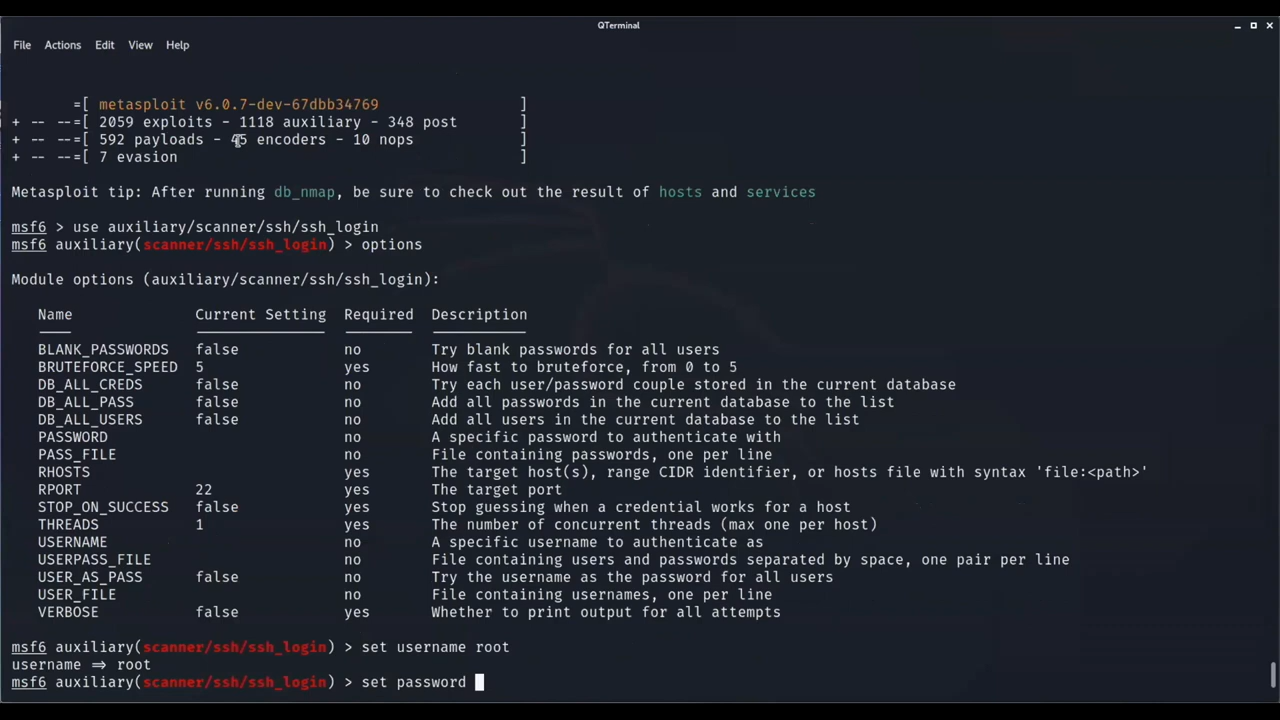 QTerminal
File Actions Edit View Help
=[ metasploit v6.0.7-dev-67dbb34769 ]
+ -- --=[ 2059 exploits - 1118 auxiliary - 348 post ]
+ -- --=[ 592 payloads - 45 encoders - 10 nops ]
+ -- --=[ 7 evasion ]
Metasploit tip: After running db_nmap, be sure to check out the result of hosts and services
msf6 > use auxiliary/scanner/ssh/ssh_login
msf6 auxiliary(scanner/ssh/ssh_login) > options
Module options (auxiliary/scanner/ssh/ssh_login):
Name Current Setting Required Description
BLANK_PASSWORDS false no Try blank passwords for all users
BRUTEFORCE_SPEED 5 yes How fast to bruteforce, from 0 to 5
DB_ALL_CREDS false no Try each user/password couple stored in the current database
DB_ALL_PASS false no Add all passwords in the current database to the list
DB_ALL_USERS false no Add all users in the current database to the list
PASSWORD no A specific password to authenticate with
PASS_FILE no File containing passwords, one per line
RHOSTS yes The target host(s), range CIDR identifier, or hosts file with syntax 'file:<path>'
RPORT 22 yes The target port
STOP_ON_SUCCESS false yes Stop guessing when a credential works for a host
THREADS 1 yes The number of concurrent threads (max one per host)
USERNAME no A specific username to authenticate as
USERPASS_FILE no File containing users and passwords separated by space, one pair per line
USER_AS_PASS false no Try the username as the password for all users
USER_FILE no File containing usernames, one per line
VERBOSE false yes Whether to print output for all attempts
msf6 auxiliary(scanner/ssh/ssh_login) > set username root
username => root
msf6 auxiliary(scanner/ssh/ssh_login) > set password